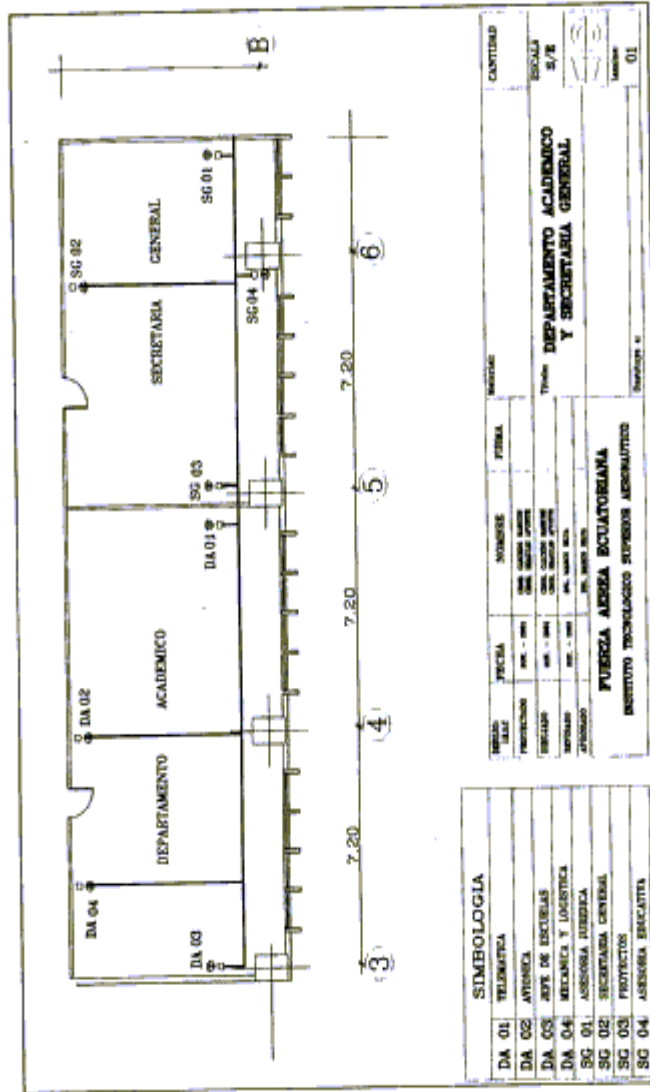 B
SG 02
SG 01
GENERAL
SECRETARIA
SG 04
SG 03
DA 01
DA 02
ACADEMICO
DEPARTAMENTO
DA 04
DA 03
7.20
7.20
7.20
3
4
5
6
SIMBOLOGIA
DA 01 TELEMATICA
DA 02 AVIONICA
DA 03 JEFE DE ESCUELAS
DA 04 MECANICA Y LOGISTICA
SG 01 ASESORIA JURIDICA
SG 02 SECRETARIA GENERAL
SG 03 PROYECTOS
SG 04 ASESORIA EDUCATIVA
FECHA NOMBRE FIRMA
CANTIDAD
ESCALA
S/E
DEPARTAMENTO ACADEMICO
Y SECRETARIA GENERAL
01
FUERZA AEREA ECUATORIANA
INSTITUTO TECNOLOGICO SUPERIOR AERONAUTICO